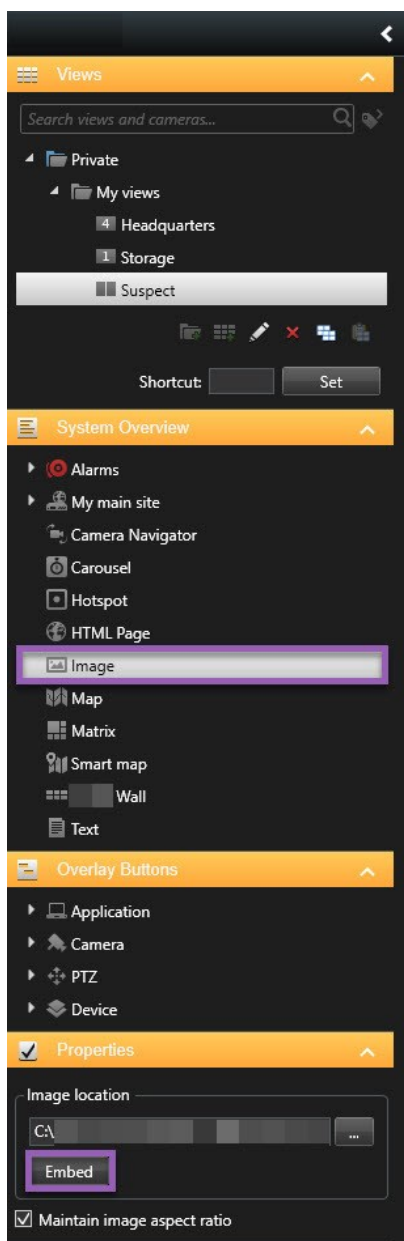 Views
Search views and cameras...
Private
My views
4 Headquarters
1 Storage
Suspect
Shortcut: Set
System Overview
Alarms
My main site
Camera Navigator
Carousel
Hotspot
HTML Page
Image
Map
Matrix
Smart map
Wall
Text
Overlay Buttons
Application
Camera
PTZ
Device
Properties
Image location
C:\ ...
Embed
Maintain image aspect ratio